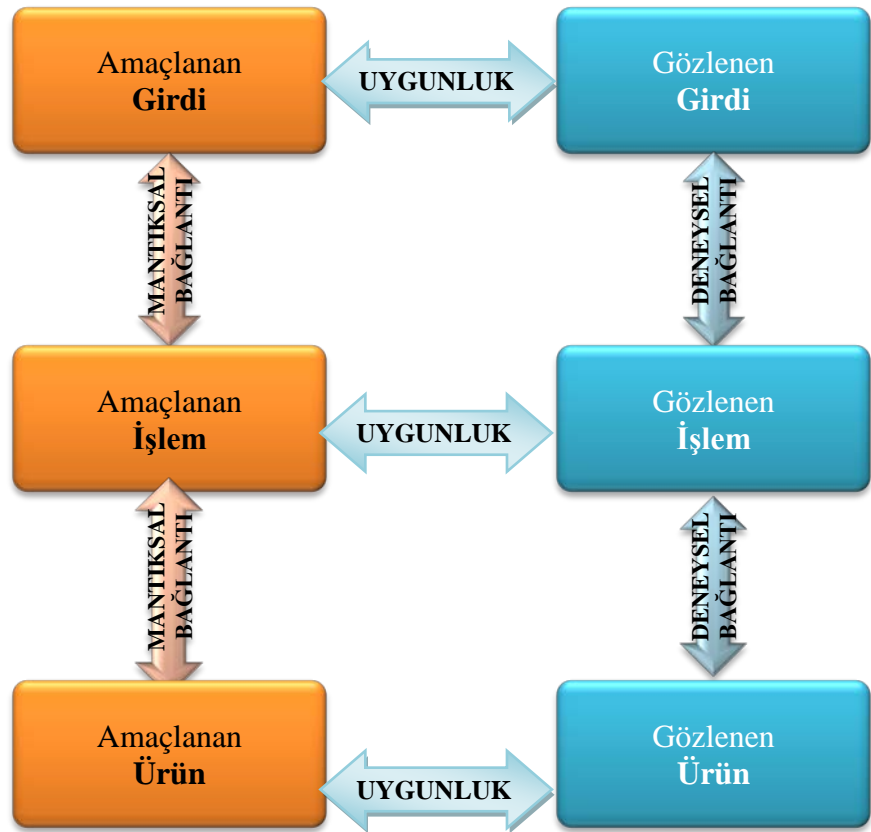 Amaçlanan
Girdi
UYGUNLUK
Gözlenen
Girdi
MANTIKSAL
BAĞLANTI
DENEYSEL
BAĞLANTI
Amaçlanan
İşlem
UYGUNLUK
Gözlenen
İşlem
MANTIKSAL
BAĞLANTI
DENEYSEL
BAĞLANTI
Amaçlanan
Ürün
UYGUNLUK
Gözlenen
Ürün